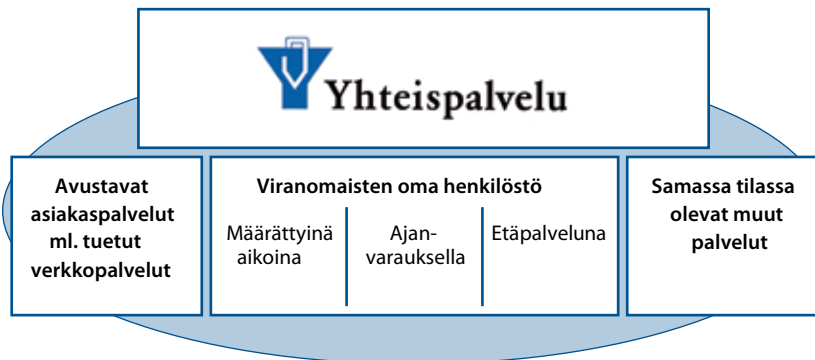 Yhteispalvelu
Avustavat
asiakaspalvelut
ml. tuetut
verkkopalvelut
Viranomaisten oma henkilöstö
Määrättyinä
aikoina
Ajan-
varauksella
Etäpalveluna
Samassa tilassa
olevat muut
palvelut